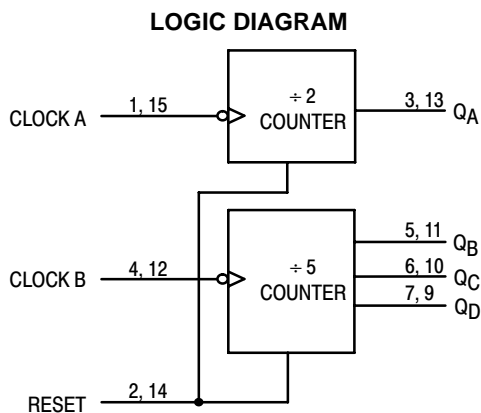 LOGIC DIAGRAM
÷ 2
COUNTER
CLOCK A
1, 15
3, 13
QA
÷ 5
COUNTER
CLOCK B
4, 12
5, 11
QB
6, 10
QC
7, 9
QD
RESET
2, 14